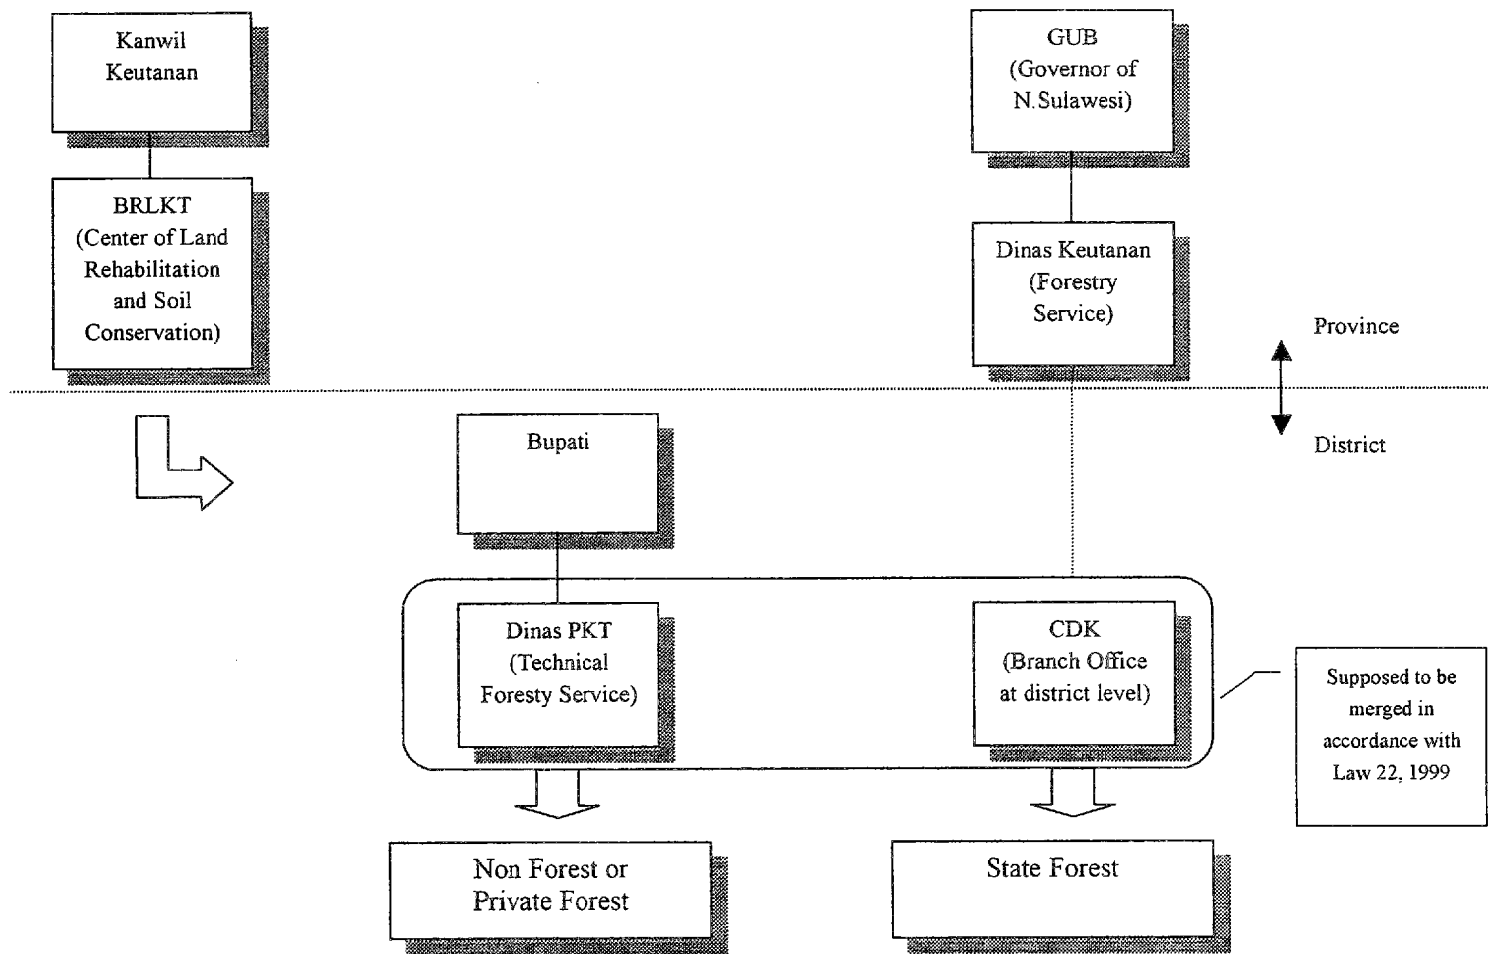 Kanwil
Keutanan
GUB
(Governor of
N.Sulawesi)
BRLKT
(Center of Land
Rehabilitation
and Soil
Conservation)
Dinas Keutanan
(Forestry
Service)
Province
District
Bupati
Dinas PKT
(Technical
Foresty Service)
CDK
(Branch Office
at district level)
Supposed to be
merged in
accordance with
Law 22, 1999
Non Forest or
Private Forest
State Forest